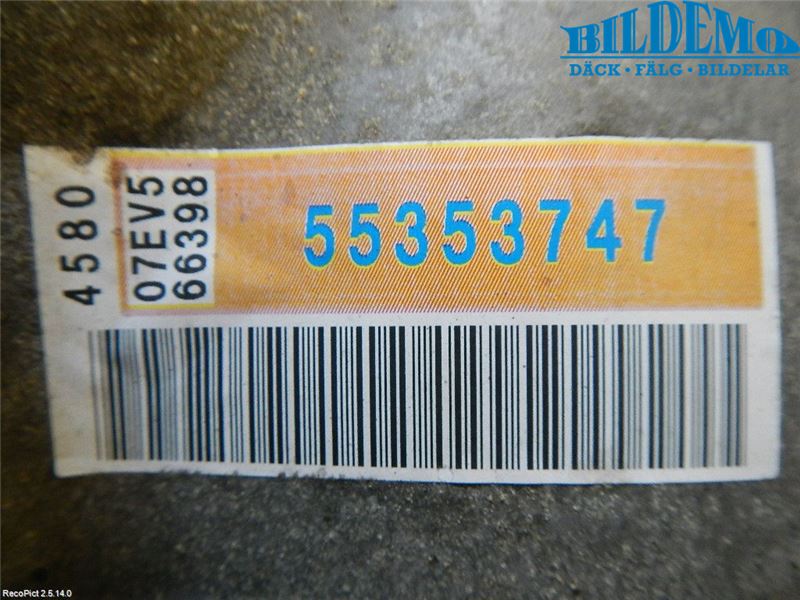 BILDEMO
DÄCK • FÄLG • BILDELAR
4580
07EV5
66398
55353747
RecoPict 2.5.14.0